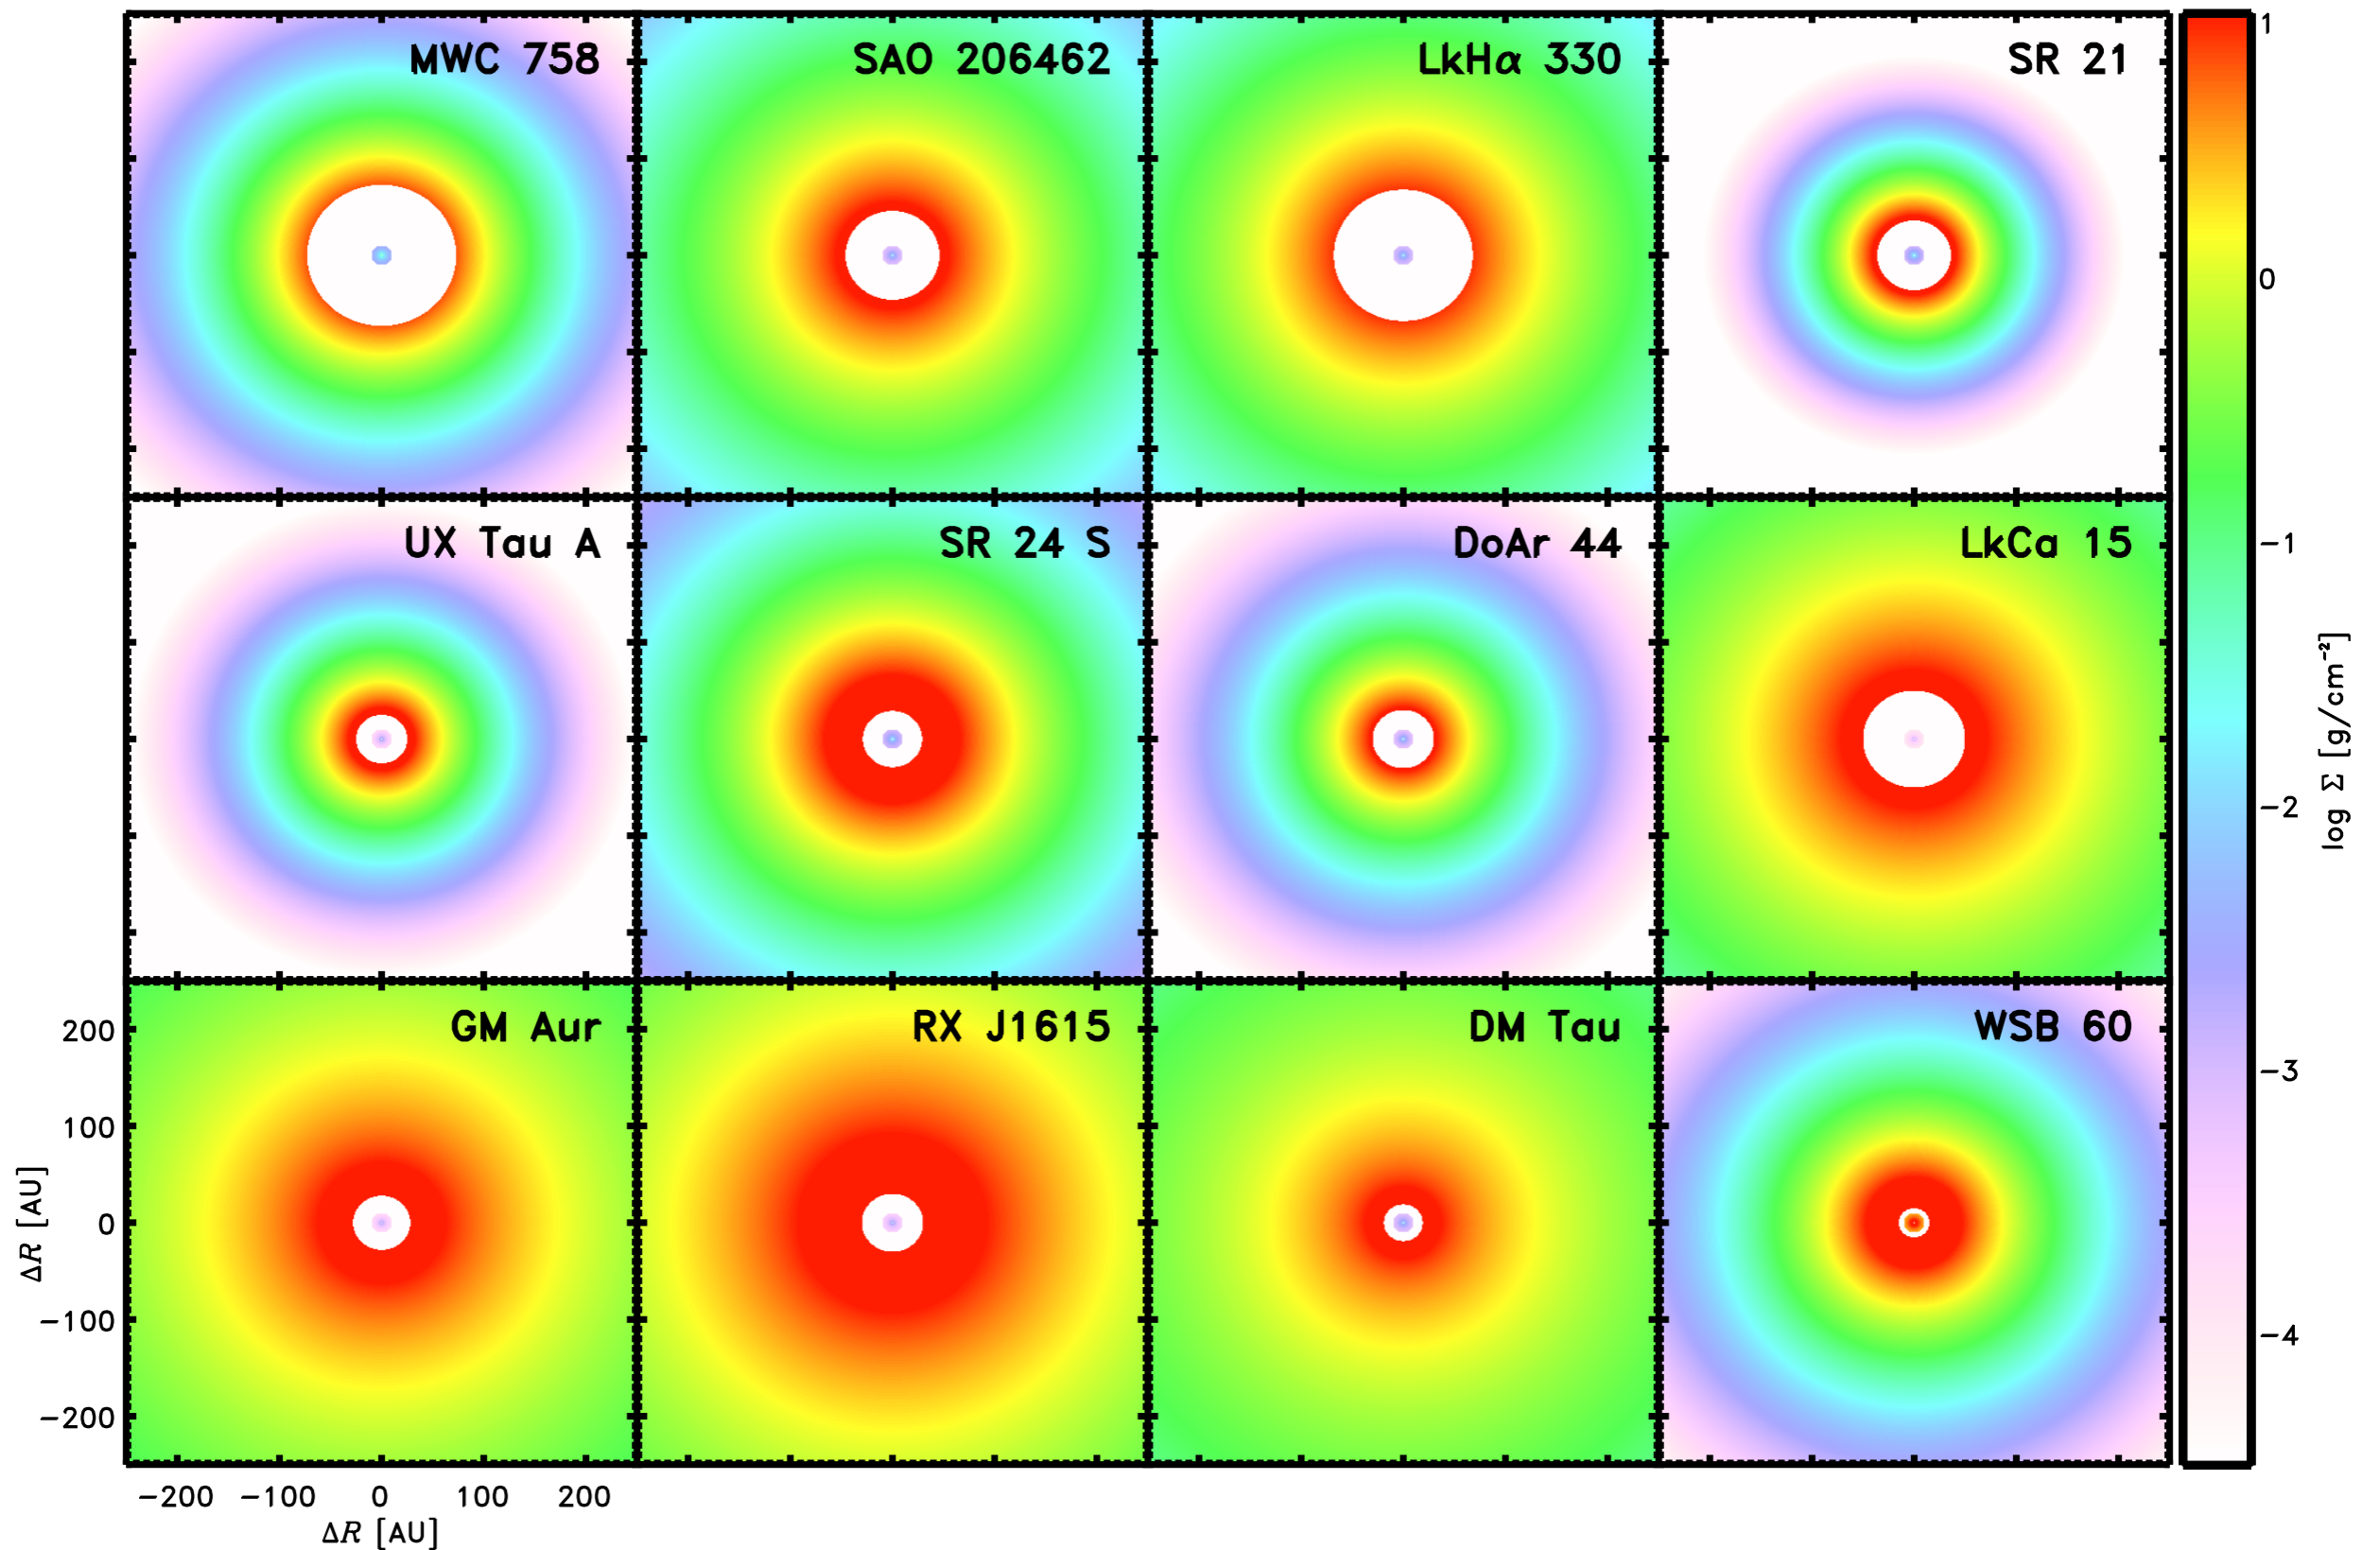 MWC 758
SAO 206462
LkHα 330
SR 21
1
0
UX Tau A
SR 24 S
DoAr 44
LkCa 15
−1
−2
log Σ [g/cm⁻²]
GM Aur
RX J1615
DM Tau
WSB 60
−3
−4
200
100
0
−100
−200
ΔR [AU]
−200 −100 0 100 200
ΔR [AU]